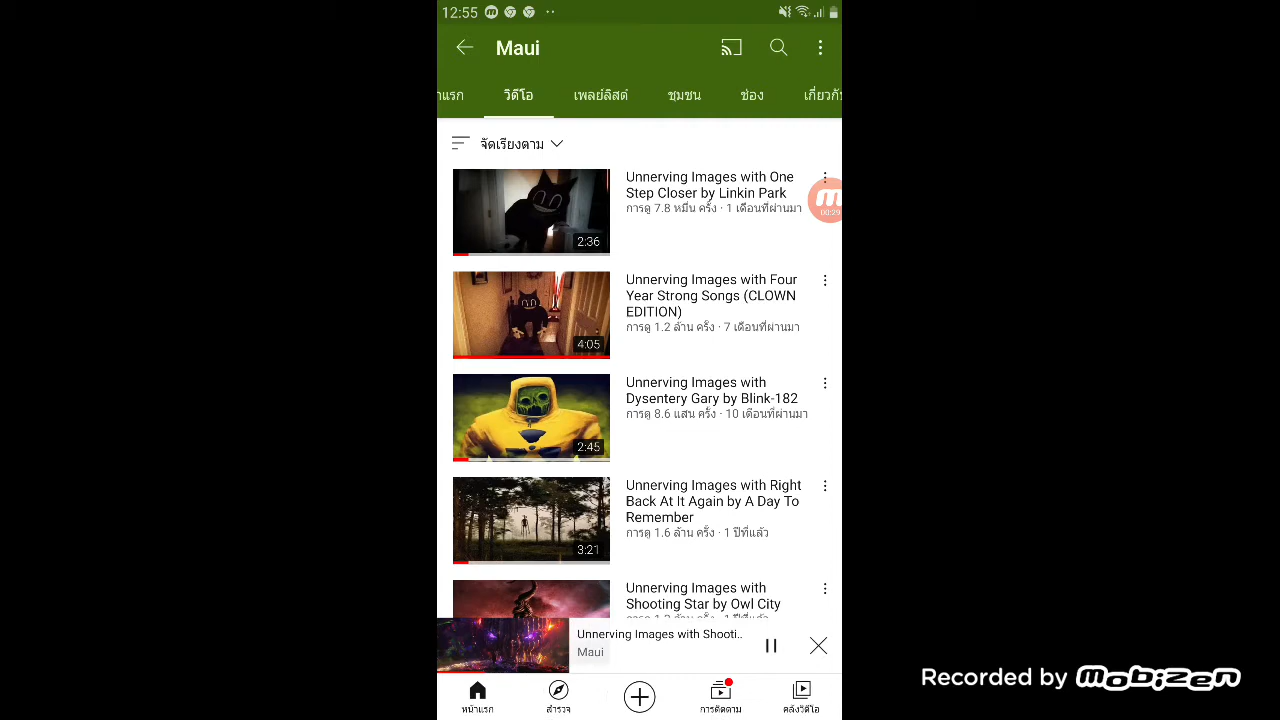 12:55
Maui
าแรก วิดีโอ เพลย์ลิสต์ ชุมชน ช่อง เกี่ยวกับ
จัดเรียงตาม
Unnerving Images with One
Step Closer by Linkin Park
การดู 7.8 หมื่น ครั้ง · 1 เดือนที่ผ่านมา
00:29
2:36
Unnerving Images with Four
Year Strong Songs (CLOWN
EDITION)
การดู 1.2 ล้าน ครั้ง · 7 เดือนที่ผ่านมา
4:05
Unnerving Images with
Dysentery Gary by Blink-182
การดู 8.6 แสน ครั้ง · 10 เดือนที่ผ่านมา
2:45
Unnerving Images with Right
Back At It Again by A Day To
Remember
การดู 1.6 ล้าน ครั้ง · 1 ปีที่แล้ว
3:21
Unnerving Images with
Shooting Star by Owl City
Unnerving Images with Shooti..
Maui
หน้าแรก สำรวจ การติดตาม คลังวิดีโอ
Recorded by mobizen